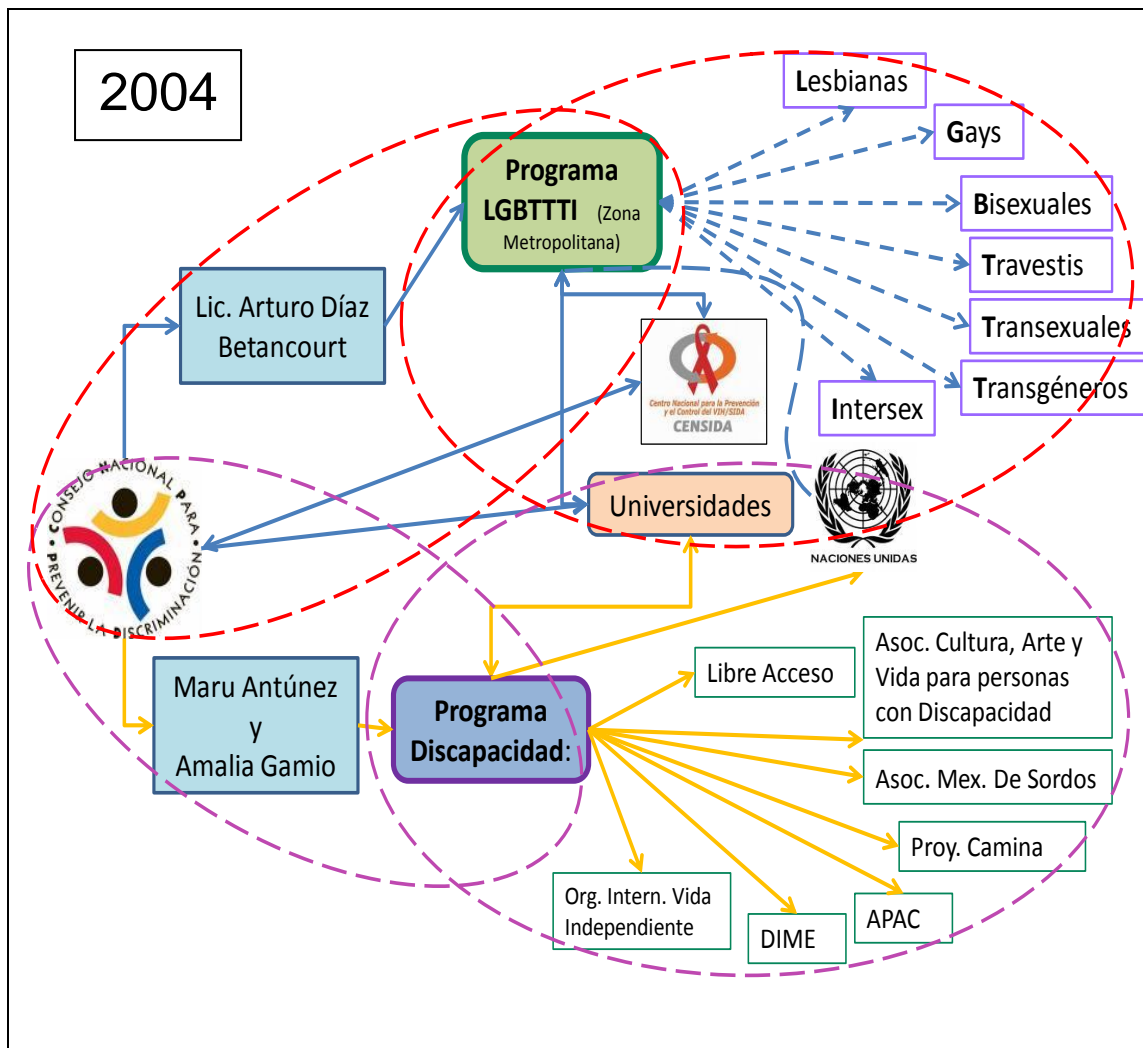 2004
Lesbianas
Gays
Programa
LGBTTTI (Zona
Metropolitana)
Bisexuales
Travestis
Lic. Arturo Díaz
Betancourt
Transexuales
Transgéneros
Intersex
Centro Nacional para la Prevención
y el Control del VIH/SIDA
CENSIDA
CONSEJO NACIONAL PARA
PREVENIR LA DISCRIMINACIÓN
Universidades
NACIONES UNIDAS
Maru Antúnez
y
Amalia Gamio
Programa
Discapacidad:
Libre Acceso
Asoc. Cultura, Arte y
Vida para personas
con Discapacidad
Asoc. Mex. De Sordos
Proy. Camina
Org. Intern. Vida
Independiente
DIME
APAC